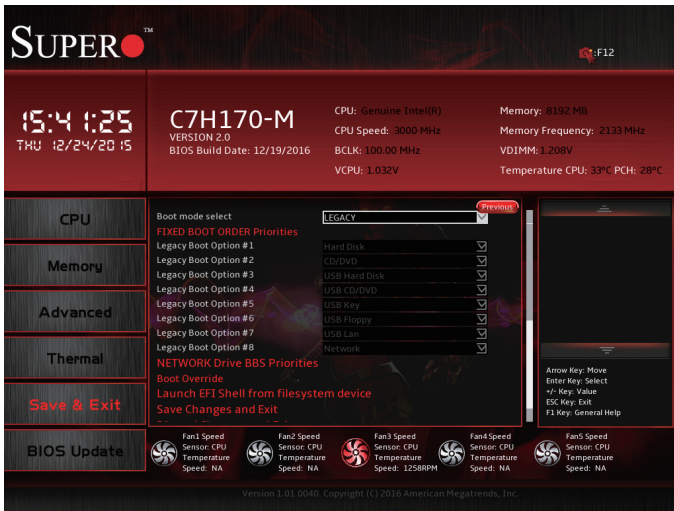 SUPER
TM
:F12
15:41:25
THU 12/24/2015
C7H170-M
VERSION 2.0
BIOS Build Date: 12/19/2016
CPU: Genuine Intel(R)
CPU Speed: 3000 MHz
BCLK: 100.00 MHz
VCPU: 1.032V
Memory: 8192 MB
Memory Frequency: 2133 MHz
VDIMM: 1.208V
Temperature CPU: 33°C PCH: 28°C
CPU
Memory
Advanced
Thermal
Save & Exit
BIOS Update
Previous
Boot mode select LEGACY
FIXED BOOT ORDER Priorities
Legacy Boot Option #1 Hard Disk
Legacy Boot Option #2 CD/DVD
Legacy Boot Option #3 USB Hard Disk
Legacy Boot Option #4 USB CD/DVD
Legacy Boot Option #5 USB Key
Legacy Boot Option #6 USB Floppy
Legacy Boot Option #7 USB Lan
Legacy Boot Option #8 Network
NETWORK Drive BBS Priorities
Boot Override
Launch EFI Shell from filesystem device
Save Changes and Exit
Arrow Key: Move
Enter Key: Select
+/- Key: Value
ESC Key: Exit
F1 Key: General Help
Fan1 Speed
Sensor: CPU
Temperature
Speed: NA
Fan2 Speed
Sensor: CPU
Temperature
Speed: NA
Fan3 Speed
Sensor: CPU
Temperature
Speed: 1258RPM
Fan4 Speed
Sensor: CPU
Temperature
Speed: NA
Fan5 Speed
Sensor: CPU
Temperature
Speed: NA
Version 1.01.0040. Copyright (C) 2016 American Megatrends, Inc.